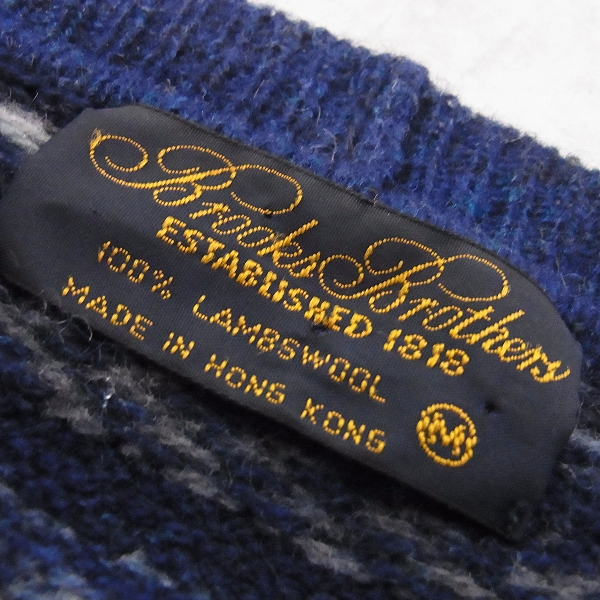 Brooks Brothers
ESTABLISHED 1818
100% LAMBSWOOL
MADE IN HONG KONG
M